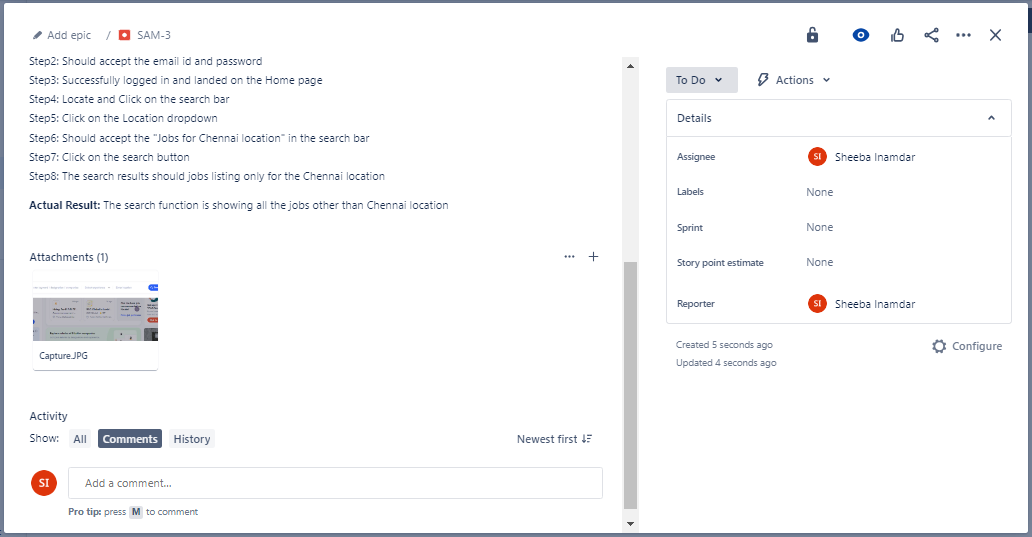 Add epic / SAM-3
Step2: Should accept the email id and password
Step3: Successfully logged in and landed on the Home page
Step4: Locate and Click on the search bar
Step5: Click on the Location dropdown
Step6: Should accept the "Jobs for Chennai location" in the search bar
Step7: Click on the search button
Step8: The search results should jobs listing only for the Chennai location
Actual Result: The search function is showing all the jobs other than Chennai location
Attachments (1)
Capture.JPG
Activity
Show: All Comments History
Newest first
SI
Add a comment...
Pro tip: press M to comment
To Do
Actions
Details
Assignee SI Sheeba Inamdar
Labels None
Sprint None
Story point estimate None
Reporter SI Sheeba Inamdar
Created 5 seconds ago
Configure
Updated 4 seconds ago